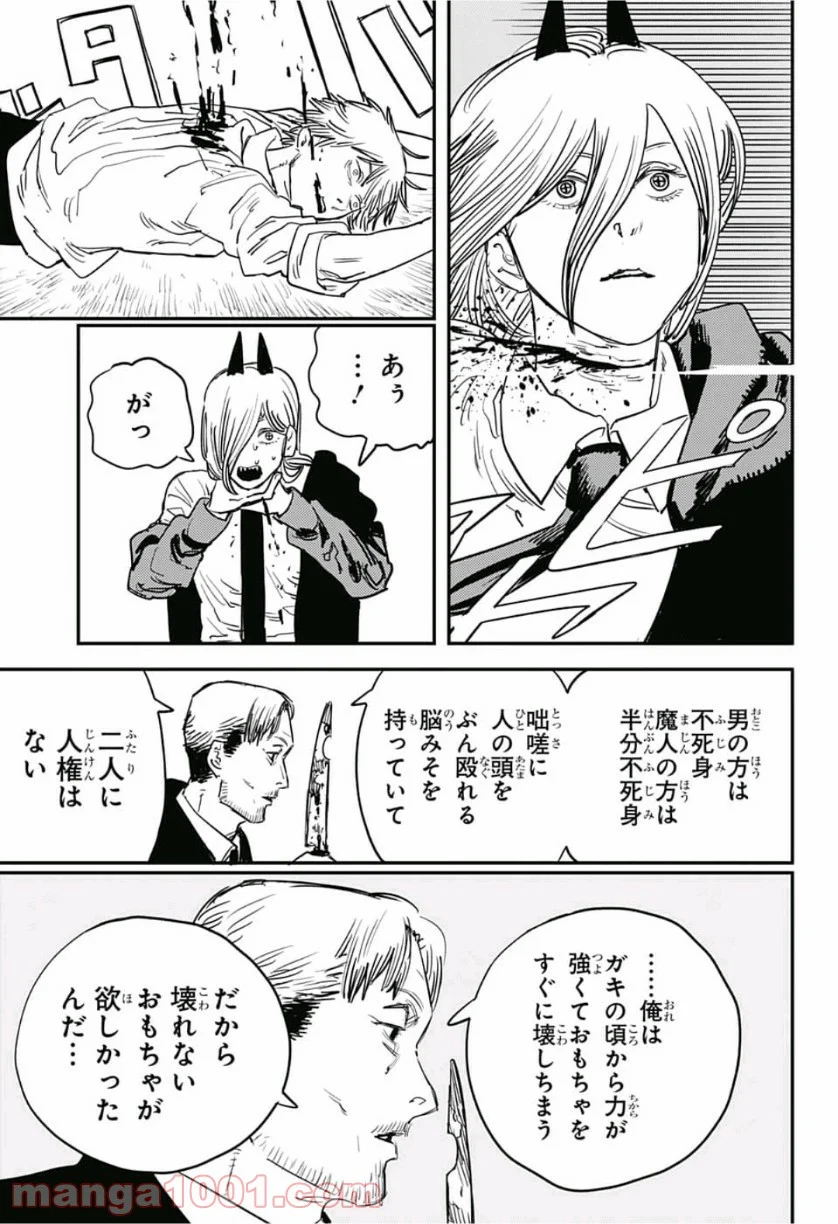 ドタバ
あぅ
…!
がっ
男の方は
不死身
魔人の方は
半分不死身
咄嗟に
人の頭を
ぶん殴れる
脳みそを
持っていて
二人に
人権は
ない
……俺は
ガキの頃から力が
強くておもちゃを
すぐに壊しちまう
だから
壊れない
おもちゃが
欲しかった
んだ…
manga1001.com